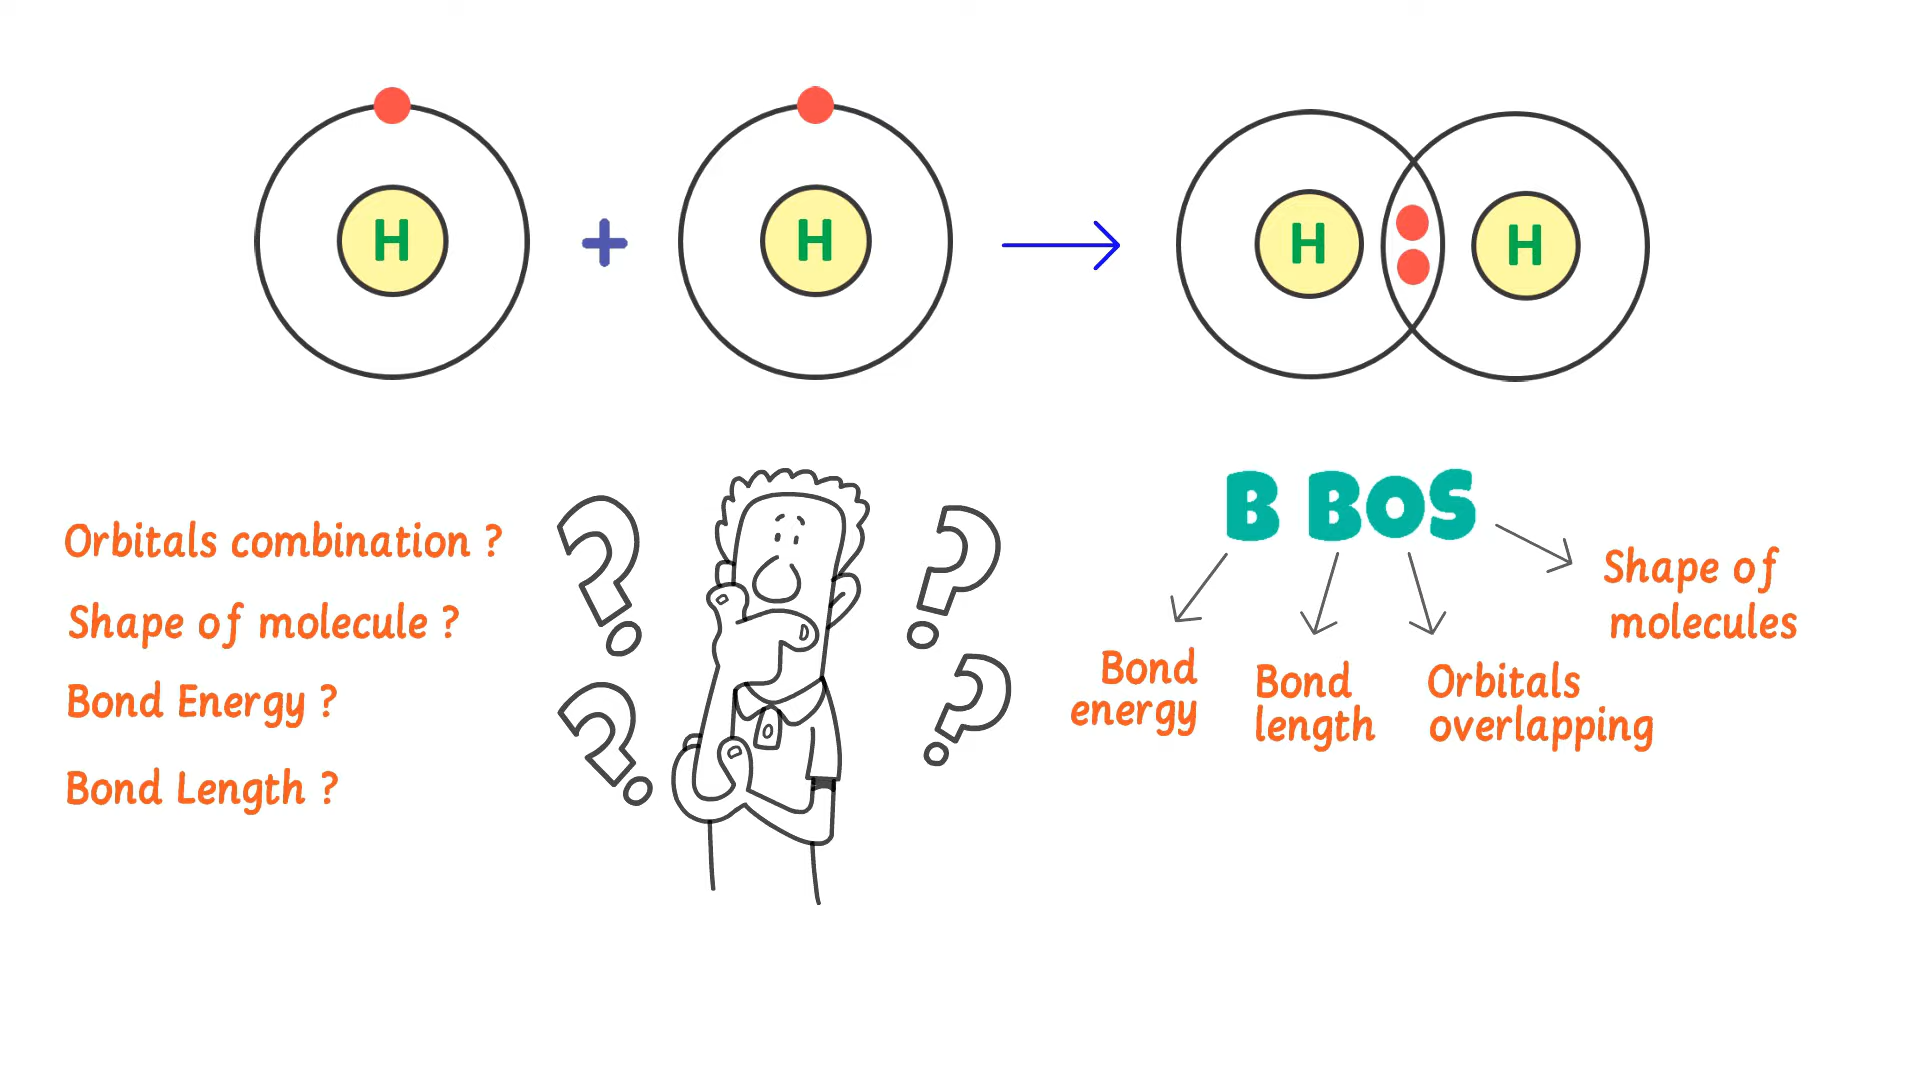 H + H → H H
Orbitals combination ?
Shape of molecule ?
Bond Energy ?
Bond Length ?
? ? ? ?
B BOS
Bond
energy
Bond
length
Orbitals
overlapping
Shape of
molecules